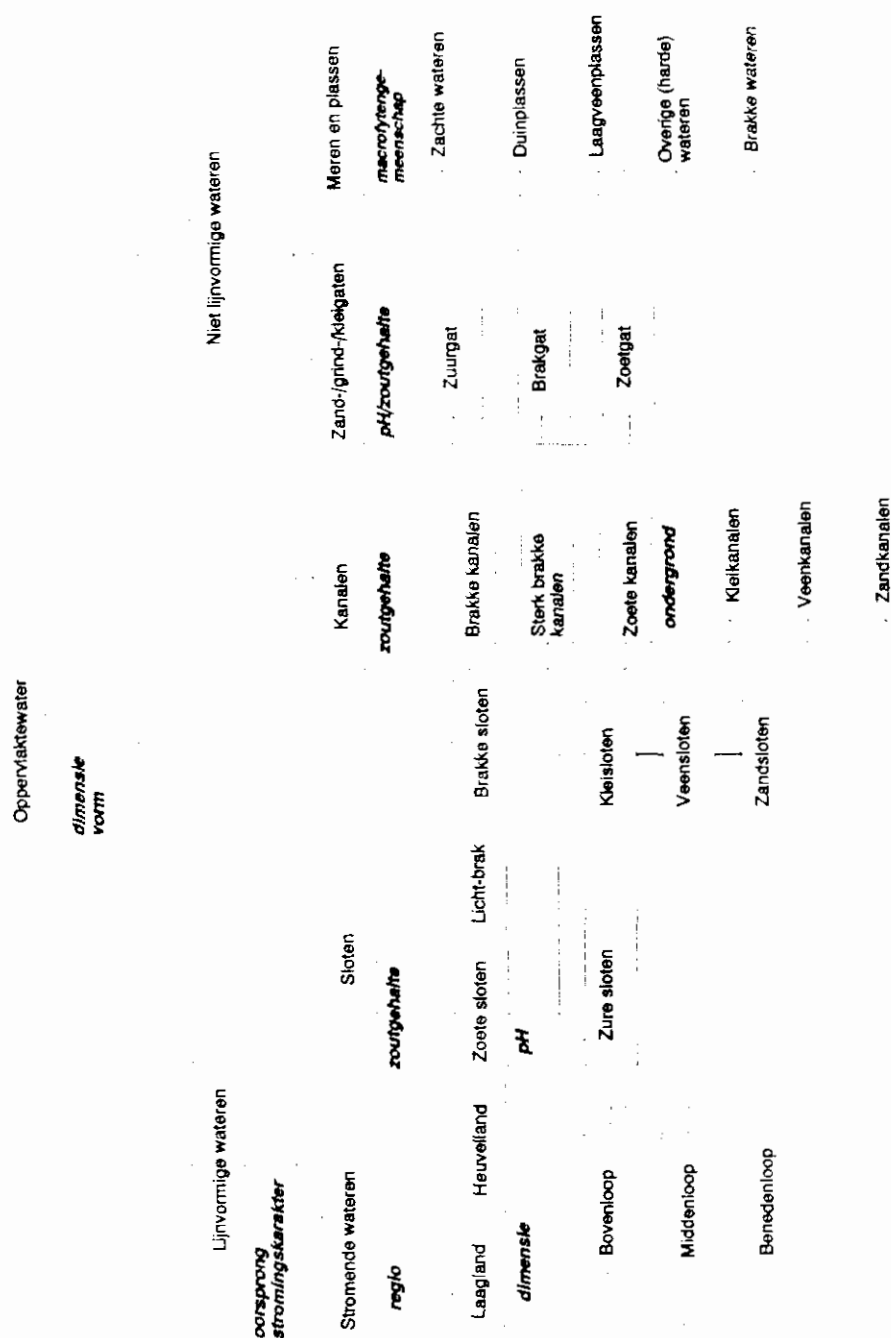 Oppervlaktewater
dimensie
vorm
Lijnvormige wateren
Niet lijnvormige wateren
oorsprong
stromingskarakter
Stromende wateren
Sloten
Kanalen
Zand-/grind-/kleigaten
Meren en plassen
regio
zoutgehalte
zoutgehalte
pH/zoutgehalte
macrofytenge-
meenschap
Laagland
Heuvelland
Zoete sloten
Licht-brak
Brakke sloten
Brakke kanalen
Zuurgat
Zachte wateren
dimensie
pH
Sterk brakke
kanalen
Brakgat
Duinplassen
Bovenloop
Zure sloten
Kleisloten
Zoete kanalen
Zoetgat
Laagveenplassen
ondergrond
Overige (harde)
wateren
Middenloop
Veensloten
Kleikanalen
Brakke wateren
Benedenloop
Zandsloten
Veenkanalen
Zandkanalen